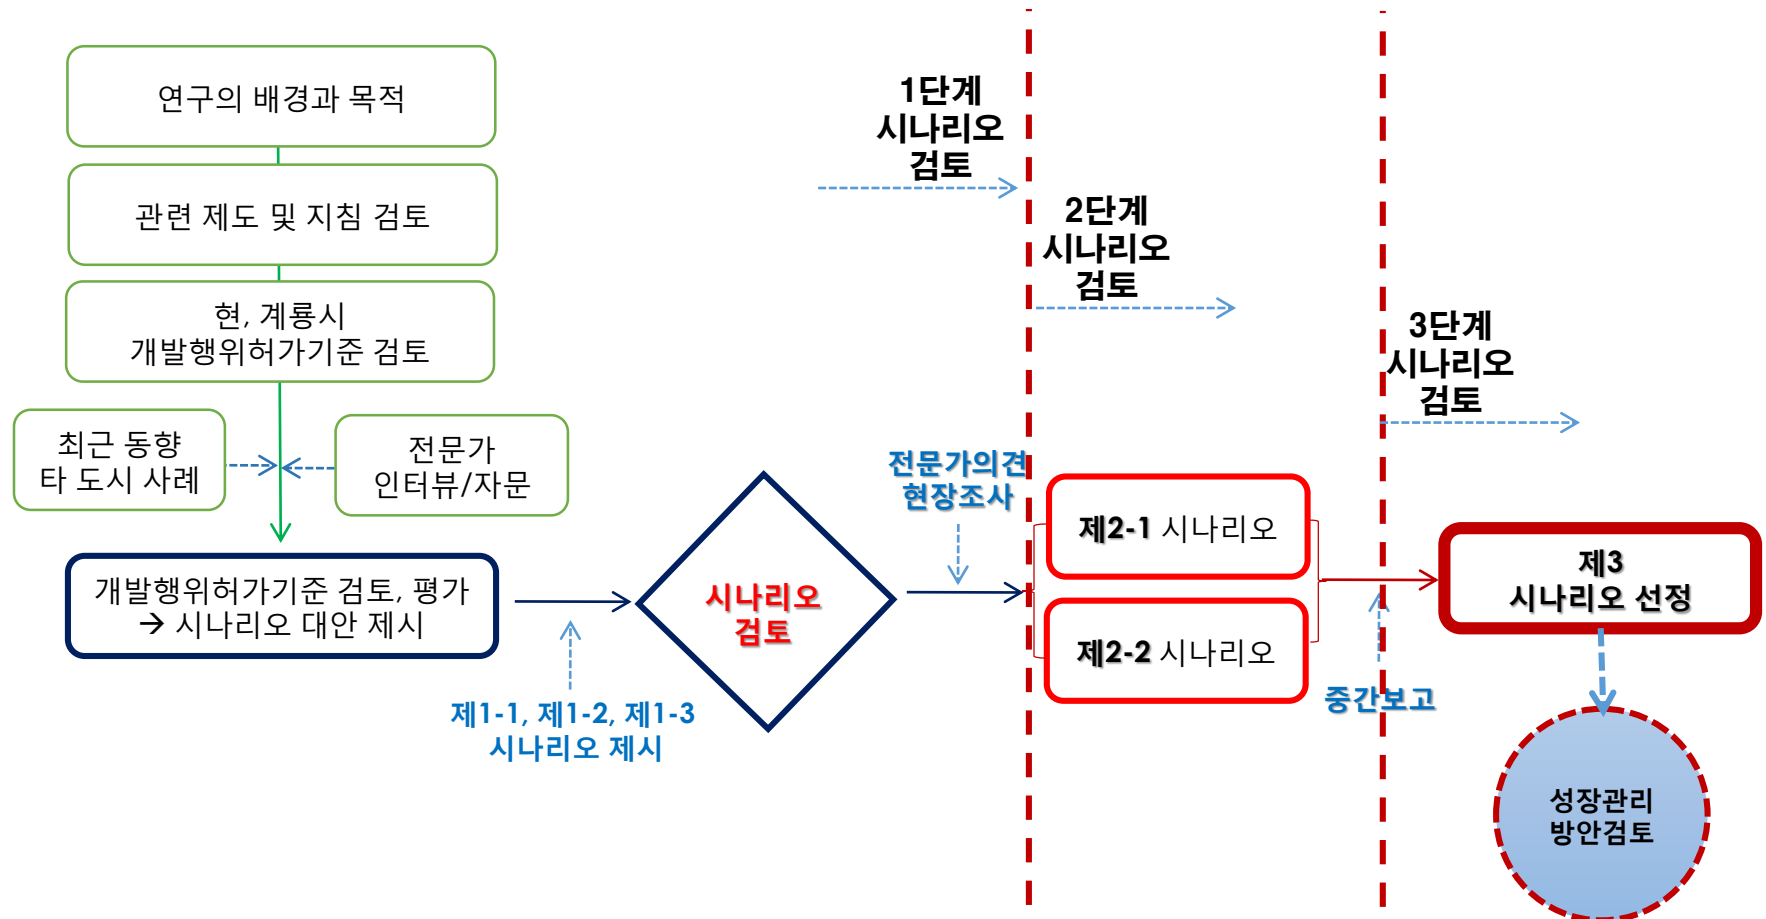 연구의 배경과 목적
관련 제도 및 지침 검토
현, 계룡시
개발행위허가기준 검토
최근 동향
타 도시 사례
전문가
인터뷰/자문
개발행위허가기준 검토, 평가
→ 시나리오 대안 제시
제1-1, 제1-2, 제1-3
시나리오 제시
시나리오
검토
1단계
시나리오
검토
전문가의견
현장조사
2단계
시나리오
검토
제2-1 시나리오
제2-2 시나리오
3단계
시나리오
검토
중간보고
제3
시나리오 선정
성장관리
방안검토